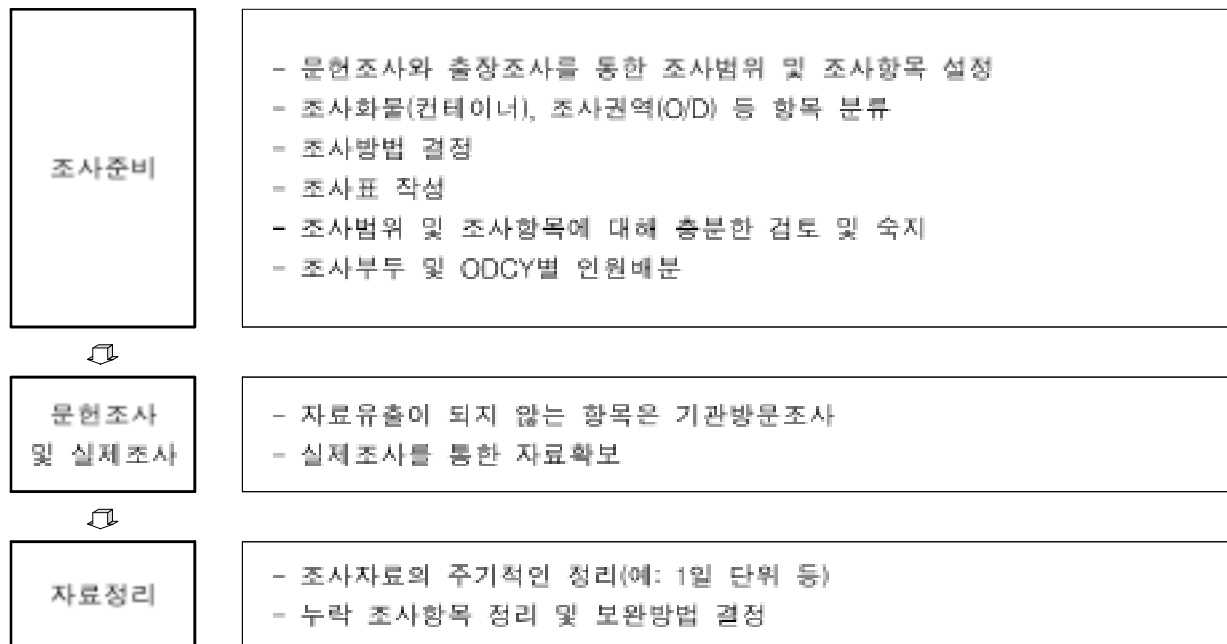 조사준비
- 문헌조사와 출장조사를 통한 조사범위 및 조사항목 설정
- 조사화물(컨테이너), 조사권역(O/D) 등 항목 분류
- 조사방법 결정
- 조사표 작성
- 조사범위 및 조사항목에 대해 충분한 검토 및 숙지
- 조사부두 및 ODCY별 인원배분
문헌조사
및 실제조사
- 자료유출이 되지 않는 항목은 기관방문조사
- 실제조사를 통한 자료확보
자료정리
- 조사자료의 주기적인 정리(예: 1일 단위 등)
- 누락 조사항목 정리 및 보완방법 결정